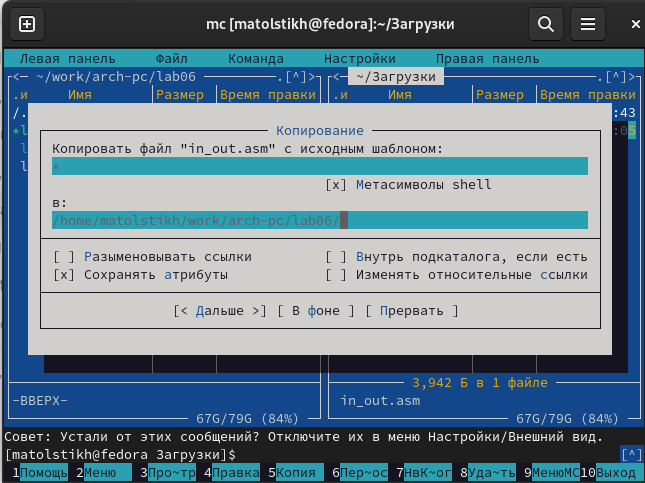 mc [matolstikh@fedora]:~/Загрузки
Левая панель Файл Команда Настройки Правая панель
<— ~/work/arch-pc/lab06 —.[^]> <— ~/Загрузки —.[^]>
.и Имя Размер Время правки .и Имя Размер Время правки
/. :43
*l
l
l
Копирование
Копировать файл "in_out.asm" с исходным шаблоном:
*
[x] Метасимволы shell
в:
/home/matolstikh/work/arch-pc/lab06/
[ ] Разыменовывать ссылки [ ] Внутрь подкаталога, если есть
[x] Сохранять атрибуты [ ] Изменять относительные ссылки
[< Дальше >] [ В фоне ] [ Прервать ]
3,942 Б в 1 файле
-ВВЕРХ- in_out.asm
67G/79G (84%) 67G/79G (84%)
Совет: Устали от этих сообщений? Отключите их в меню Настройки/Внешний вид.
[matolstikh@fedora Загрузки]$ [^]
1Помощь 2Меню 3Про~тр 4Правка 5Копия 6Пер~ос 7НвК~ог 8Уда~ть 9МенюМС 10Выход